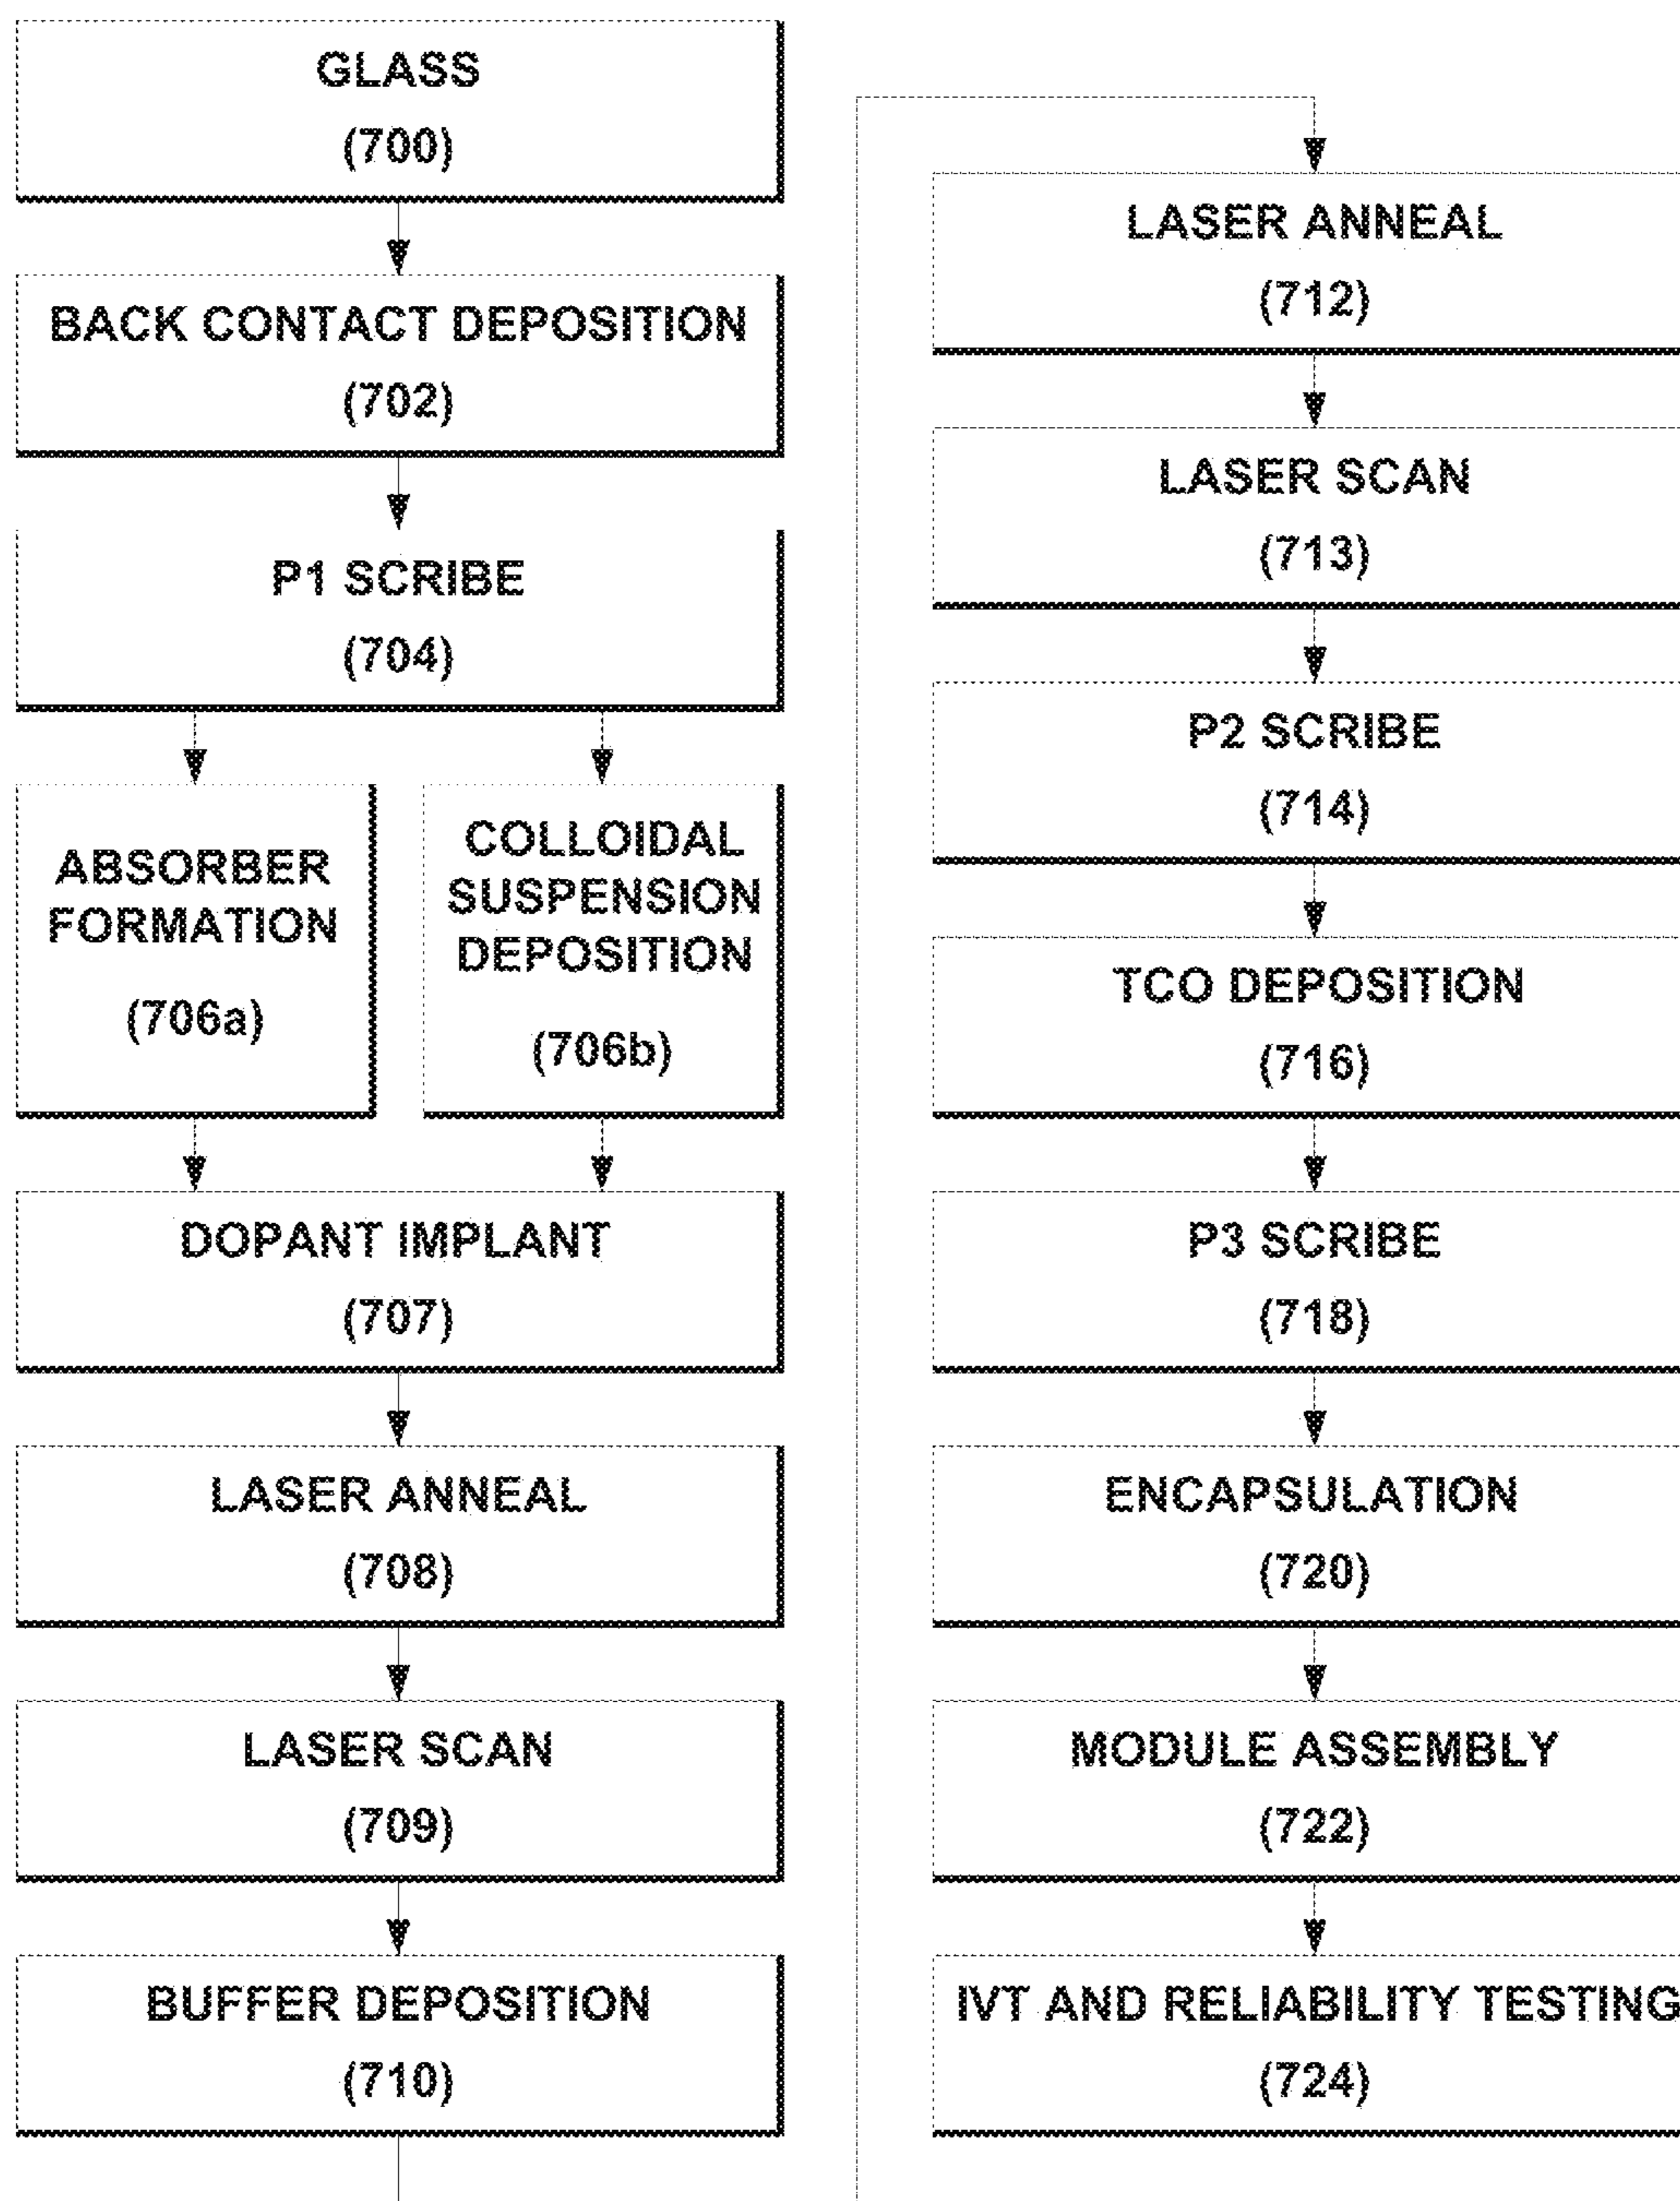 GLASS
(700)
BACK CONTACT DEPOSITION
(702)
P1 SCRIBE
(704)
ABSORBER
FORMATION
(706a)
COLLOIDAL
SUSPENSION
DEPOSITION
(706b)
DOPANT IMPLANT
(707)
LASER ANNEAL
(708)
LASER SCAN
(709)
BUFFER DEPOSITION
(710)
LASER ANNEAL
(712)
LASER SCAN
(713)
P2 SCRIBE
(714)
TCO DEPOSITION
(716)
P3 SCRIBE
(718)
ENCAPSULATION
(720)
MODULE ASSEMBLY
(722)
IVT AND RELIABILITY TESTING
(724)